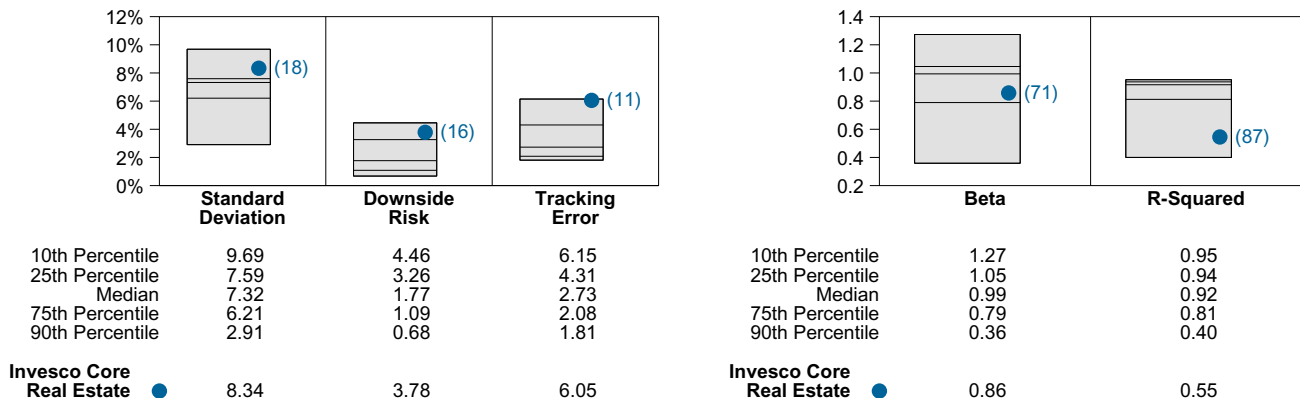 12%
10%
8%
6%
4%
2%
0%
(18)
(16)
(11)
Standard Deviation
Downside Risk
Tracking Error
10th Percentile 9.69 4.46 6.15
25th Percentile 7.59 3.26 4.31
Median 7.32 1.77 2.73
75th Percentile 6.21 1.09 2.08
90th Percentile 2.91 0.68 1.81
Invesco Core
Real Estate 8.34 3.78 6.05
1.4
1.2
1.0
0.8
0.6
0.4
0.2
(71)
(87)
Beta R-Squared
10th Percentile 1.27 0.95
25th Percentile 1.05 0.94
Median 0.99 0.92
75th Percentile 0.79 0.81
90th Percentile 0.36 0.40
Invesco Core
Real Estate 0.86 0.55